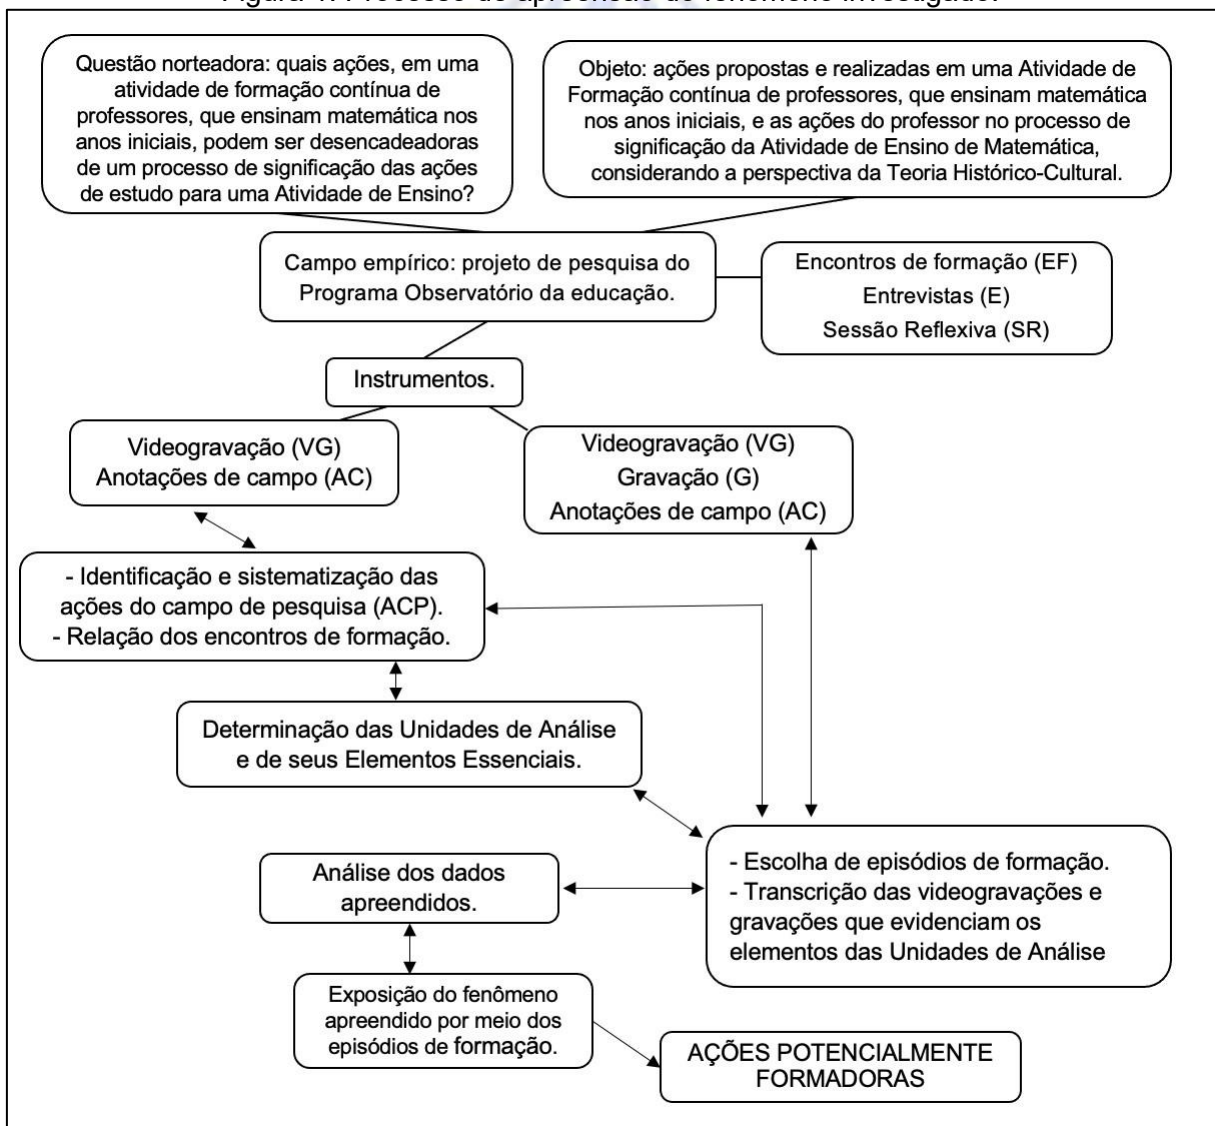 Figura 1: Processo de apreensão do fenômeno investigado.
Questão norteadora: quais ações, em uma
atividade de formação contínua de
professores, que ensinam matemática nos
anos iniciais, podem ser desencadeadoras
de um processo de significação das ações
de estudo para uma Atividade de Ensino?
Objeto: ações propostas e realizadas em uma Atividade de
Formação contínua de professores, que ensinam matemática
nos anos iniciais, e as ações do professor no processo de
significação da Atividade de Ensino de Matemática,
considerando a perspectiva da Teoria Histórico-Cultural.
Campo empírico: projeto de pesquisa do
Programa Observatório da educação.
Encontros de formação (EF)
Entrevistas (E)
Sessão Reflexiva (SR)
Instrumentos.
Videogravação (VG)
Anotações de campo (AC)
Videogravação (VG)
Gravação (G)
Anotações de campo (AC)
- Identificação e sistematização das
ações do campo de pesquisa (ACP).
- Relação dos encontros de formação.
Determinação das Unidades de Análise
e de seus Elementos Essenciais.
- Escolha de episódios de formação.
- Transcrição das videogravações e
gravações que evidenciam os
elementos das Unidades de Análise
Análise dos dados
apreendidos.
Exposição do fenômeno
apreendido por meio dos
episódios de formação.
AÇÕES POTENCIALMENTE
FORMADORAS